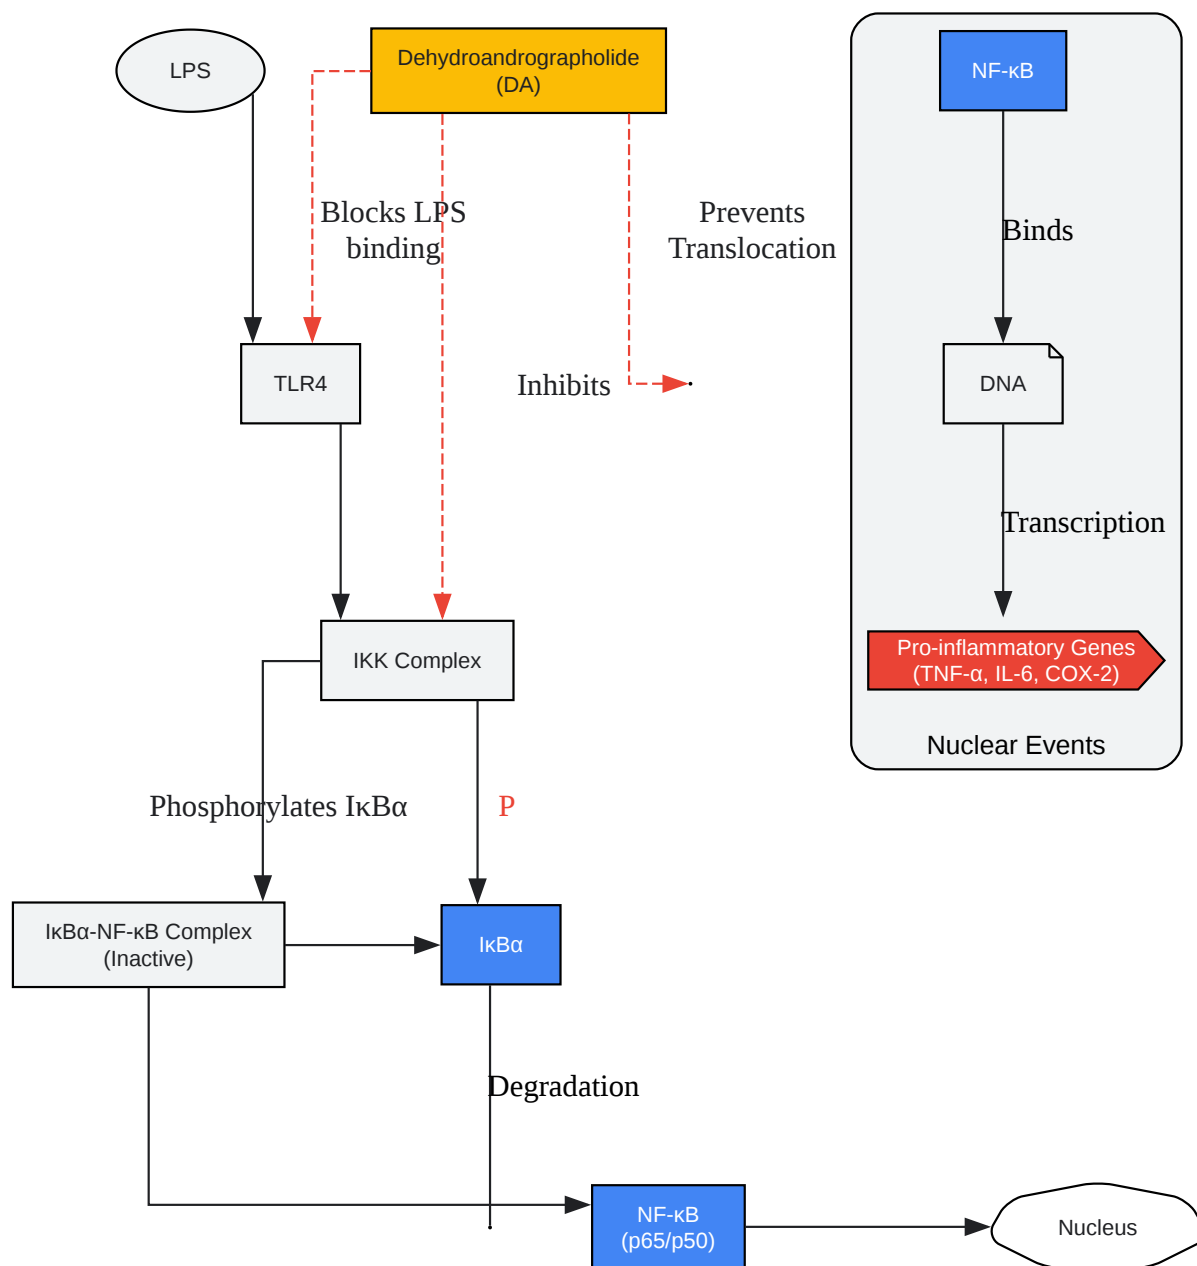 LPS
Dehydroandrographolide
(DA)
NF-κB
Blocks LPS
binding
Prevents
Translocation
Binds
TLR4
Inhibits
DNA
Transcription
IKK Complex
Pro-inflammatory Genes
(TNF-α, IL-6, COX-2)
Nuclear Events
Phosphorylates IκBα
P
IκBα-NF-κB Complex
(Inactive)
IκBα
Degradation
NF-κB
(p65/p50)
Nucleus